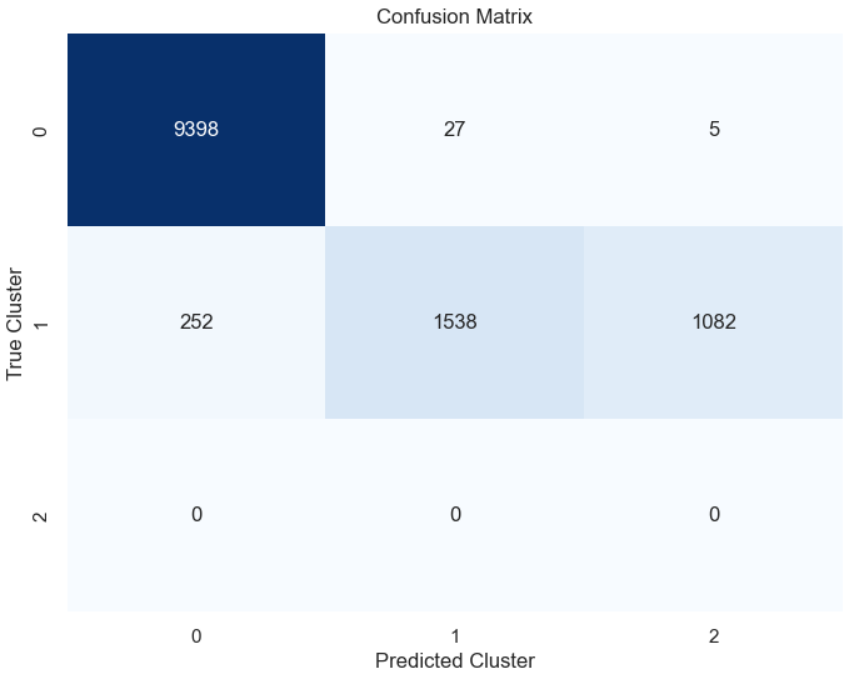 Confusion Matrix
0
9398 27 5
True Cluster
1
252 1538 1082
2
0 0 0
0 1 2
Predicted Cluster